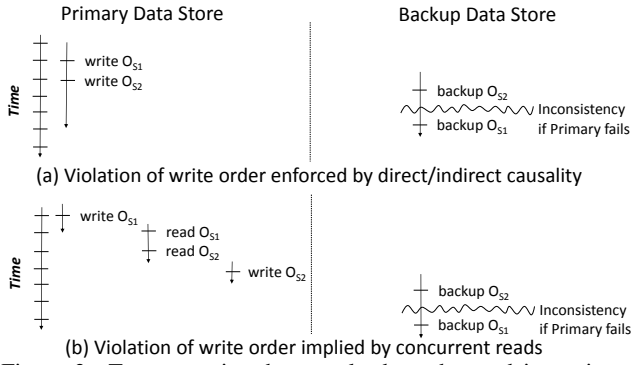 Primary Data Store
Backup Data Store
Time
write O_S1
write O_S2
backup O_S2
Inconsistency
if Primary fails
backup O_S1
(a) Violation of write order enforced by direct/indirect causality
Time
write O_S1
read O_S1
read O_S2
write O_S2
backup O_S2
Inconsistency
if Primary fails
backup O_S1
(b) Violation of write order implied by concurrent reads